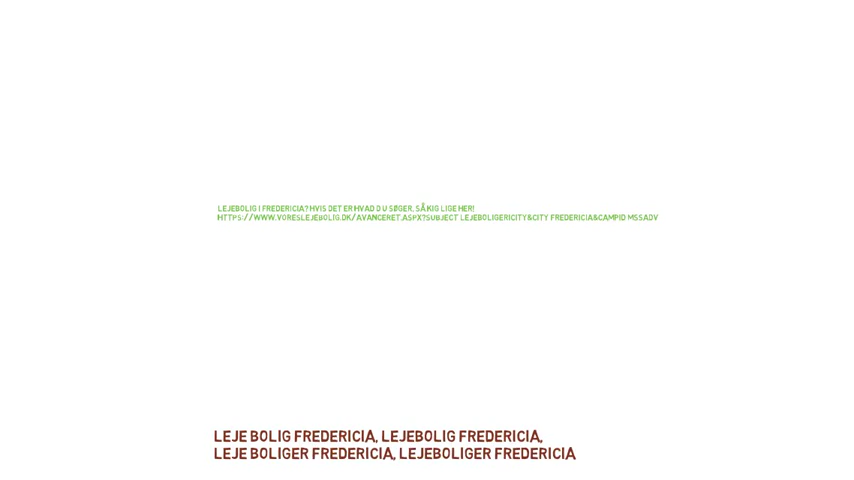 LEJEBOLIG I FREDERICIA? HVIS DET ER HVAD DU SØGER, SÅ KIG LIGE HER!
HTTPS://WWW.VORESLEJEBOLIG.DK/AVANCERET.ASPX?SUBJECT LEJEBOLIGERICITY&CITY FREDERICIA&CAMPID MSSADV
LEJE BOLIG FREDERICIA, LEJEBOLIG FREDERICIA,
LEJE BOLIGER FREDERICIA, LEJEBOLIGER FREDERICIA